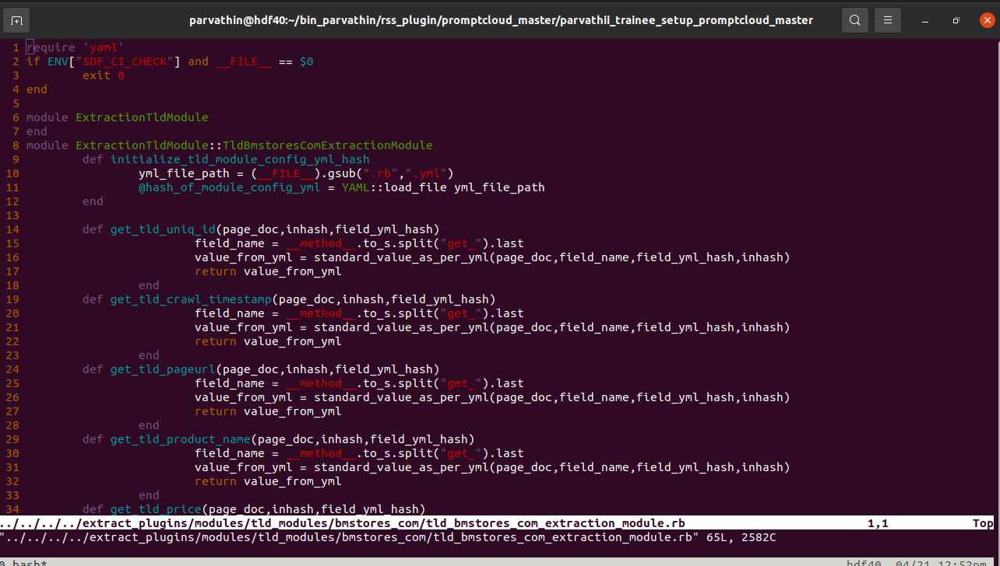 parvathin@hdf40:~/bin_parvathin/rss_plugin/promptcloud_master/parvathii_trainee_setup_promptcloud_master
1 require 'yaml'
2 if ENV["SDF_CI_CHECK"] and __FILE__ == $0
3         exit 0
4 end
5
6 module ExtractionTldModule
7 end
8 module ExtractionTldModule::TldBmstoresComExtractionModule
9         def initialize_tld_module_config_yml_hash
10                 yml_file_path = (__FILE__).gsub(".rb",".yml")
11                 @hash_of_module_config_yml = YAML::load_file yml_file_path
12         end
13
14         def get_tld_uniq_id(page_doc,inhash,field_yml_hash)
15                         field_name = __method__.to_s.split("get_").last
16                         value_from_yml = standard_value_as_per_yml(page_doc,field_name,field_yml_hash,inhash)
17                         return value_from_yml
18                 end
19         def get_tld_crawl_timestamp(page_doc,inhash,field_yml_hash)
20                         field_name = __method__.to_s.split("get_").last
21                         value_from_yml = standard_value_as_per_yml(page_doc,field_name,field_yml_hash,inhash)
22                         return value_from_yml
23                 end
24         def get_tld_pageurl(page_doc,inhash,field_yml_hash)
25                         field_name = __method__.to_s.split("get_").last
26                         value_from_yml = standard_value_as_per_yml(page_doc,field_name,field_yml_hash,inhash)
27                         return value_from_yml
28                 end
29         def get_tld_product_name(page_doc,inhash,field_yml_hash)
30                         field_name = __method__.to_s.split("get_").last
31                         value_from_yml = standard_value_as_per_yml(page_doc,field_name,field_yml_hash,inhash)
32                         return value_from_yml
33                 end
34         def get_tld_price(page_doc,inhash,field_yml_hash)
../../../../extract_plugins/modules/tld_modules/bmstores_com/tld_bmstores_com_extraction_module.rb 1,1 Top
"../../../../extract_plugins/modules/tld_modules/bmstores_com/tld_bmstores_com_extraction_module.rb" 65L, 2582C
0 bash* hdf40 04/21 12:52pm